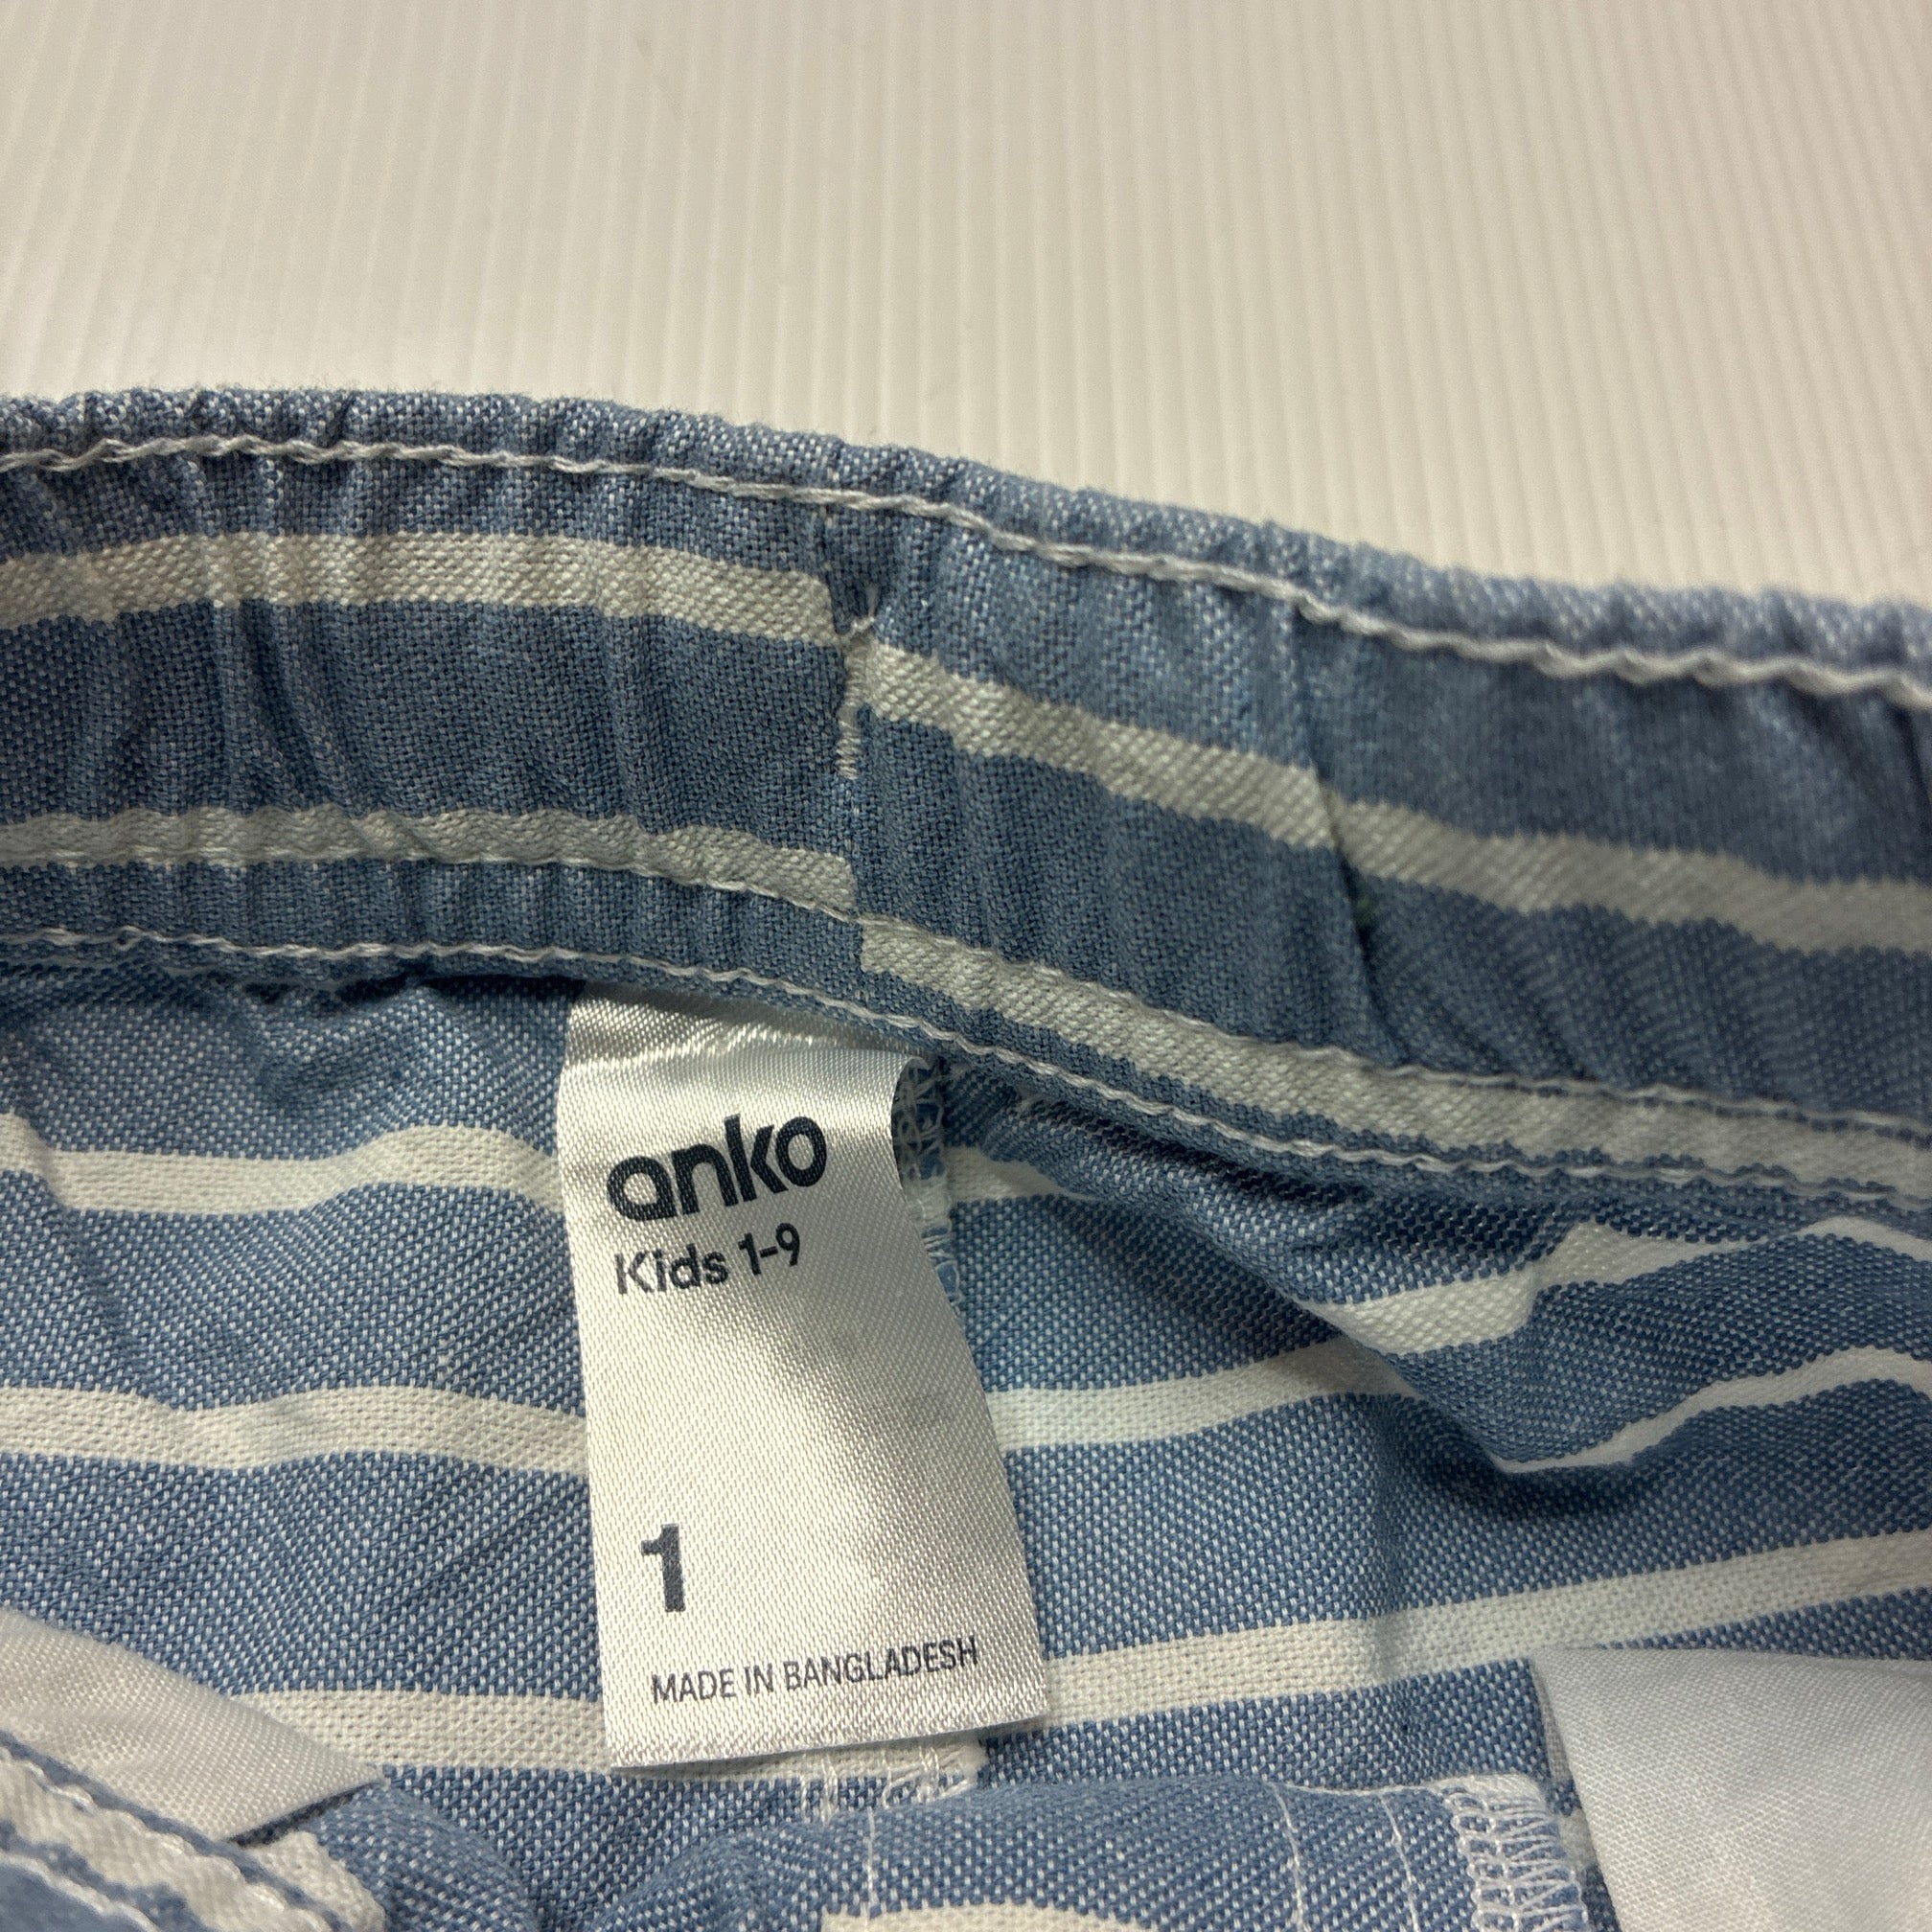 anko
Kids 1-9
1
MADE IN BANGLADESH